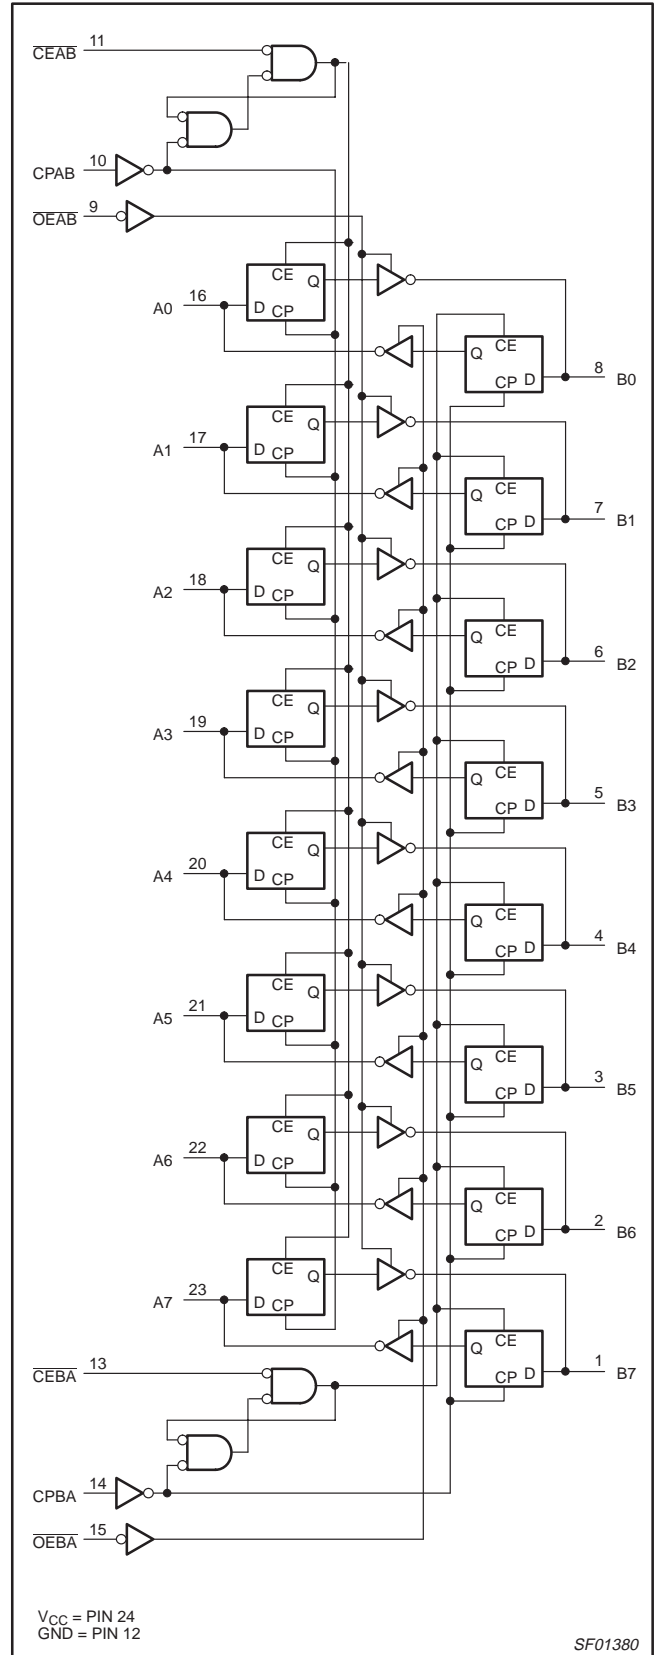 11
CEAB
10
CPAB
9
OEAB
CE
Q
16
D
CP
A0
Q
CE
CP D
8
B0
CE
Q
17
D
CP
A1
Q
CE
CP D
7
B1
CE
Q
18
D
CP
A2
Q
CE
CP D
6
B2
CE
Q
19
D
CP
A3
Q
CE
CP D
5
B3
CE
Q
20
D
CP
A4
Q
CE
CP D
4
B4
CE
Q
21
D
CP
A5
Q
CE
CP D
3
B5
CE
Q
22
D
CP
A6
Q
CE
CP D
2
B6
CE
Q
23
D
CP
A7
Q
CE
CP D
1
B7
13
CEBA
14
CPBA
15
OEBA
VCC = PIN 24
GND = PIN 12
SF01380